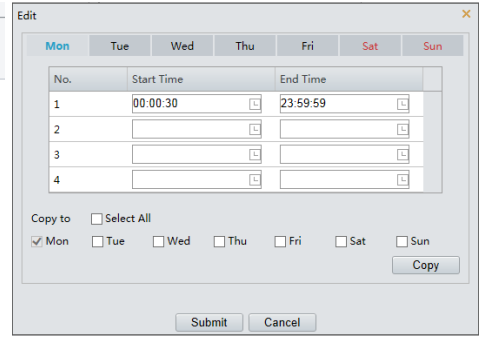 Edit
Mon Tue Wed Thu Fri Sat Sun
No. Start Time End Time
1 00:00:30 23:59:59
2
3
4
Copy to Select All
Mon Tue Wed Thu Fri Sat Sun
Copy
Submit Cancel